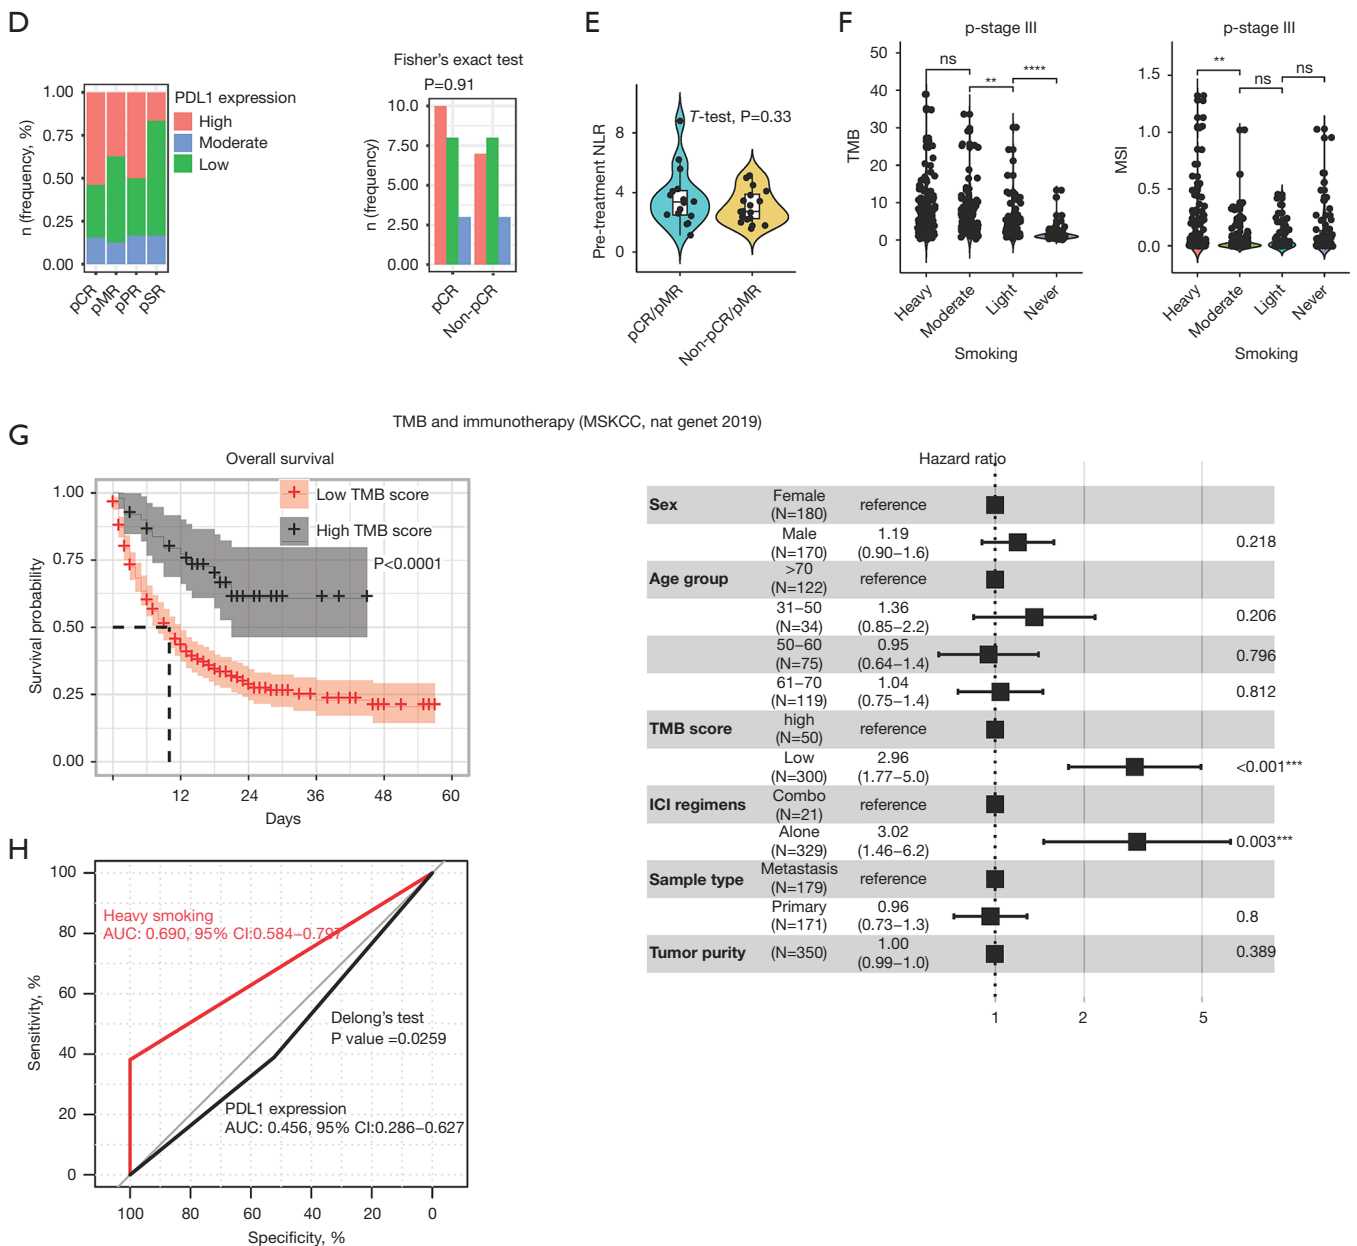 D
n (frequency, %)
1.00
0.75
0.50
0.25
0.00
pCR
pMR
pPR
pSR
PDL1 expression
High
Moderate
Low
Fisher's exact test
P=0.91
n (frequency)
10.0
7.50
5.00
2.50
0.00
pCR
Non-pCR
E
Pre-treatment NLR
8
4
0
T-test, P=0.33
pCR/pMR
Non-pCR/pMR
F
p-stage III
TMB
50
40
30
20
10
0
ns
**
****
Heavy
Moderate
Light
Never
Smoking
p-stage III
MSI
1.5
1.0
0.5
0.0
**
ns
ns
Heavy
Moderate
Light
Never
Smoking
G
TMB and immunotherapy (MSKCC, nat genet 2019)
Overall survival
Survival probability
1.00
0.75
0.50
0.25
0.00
Low TMB score
High TMB score
P<0.0001
12 24 36 48 60
Days
Hazard ratio
Sex Female reference
(N=180)
Male 1.19 0.218
(N=170) (0.90–1.6)
Age group >70 reference
(N=122)
31–50 1.36 0.206
(N=34) (0.85–2.2)
50–60 0.95 0.796
(N=75) (0.64–1.4)
61–70 1.04 0.812
(N=119) (0.75–1.4)
TMB score high reference
(N=50)
Low 2.96 <0.001***
(N=300) (1.77–5.0)
ICI regimens Combo reference
(N=21)
Alone 3.02 0.003***
(N=329) (1.46–6.2)
Sample type Metastasis reference
(N=179)
Primary 0.96 0.8
(N=171) (0.73–1.3)
Tumor purity (N=350) 1.00 0.389
(0.99–1.0)
1 2 5
H
Sensitivity, %
100
80
60
40
20
0
Heavy smoking
AUC: 0.690, 95% CI:0.584–0.797
Delong's test
P value =0.0259
PDL1 expression
AUC: 0.456, 95% CI:0.286–0.627
100 80 60 40 20 0
Specificity, %